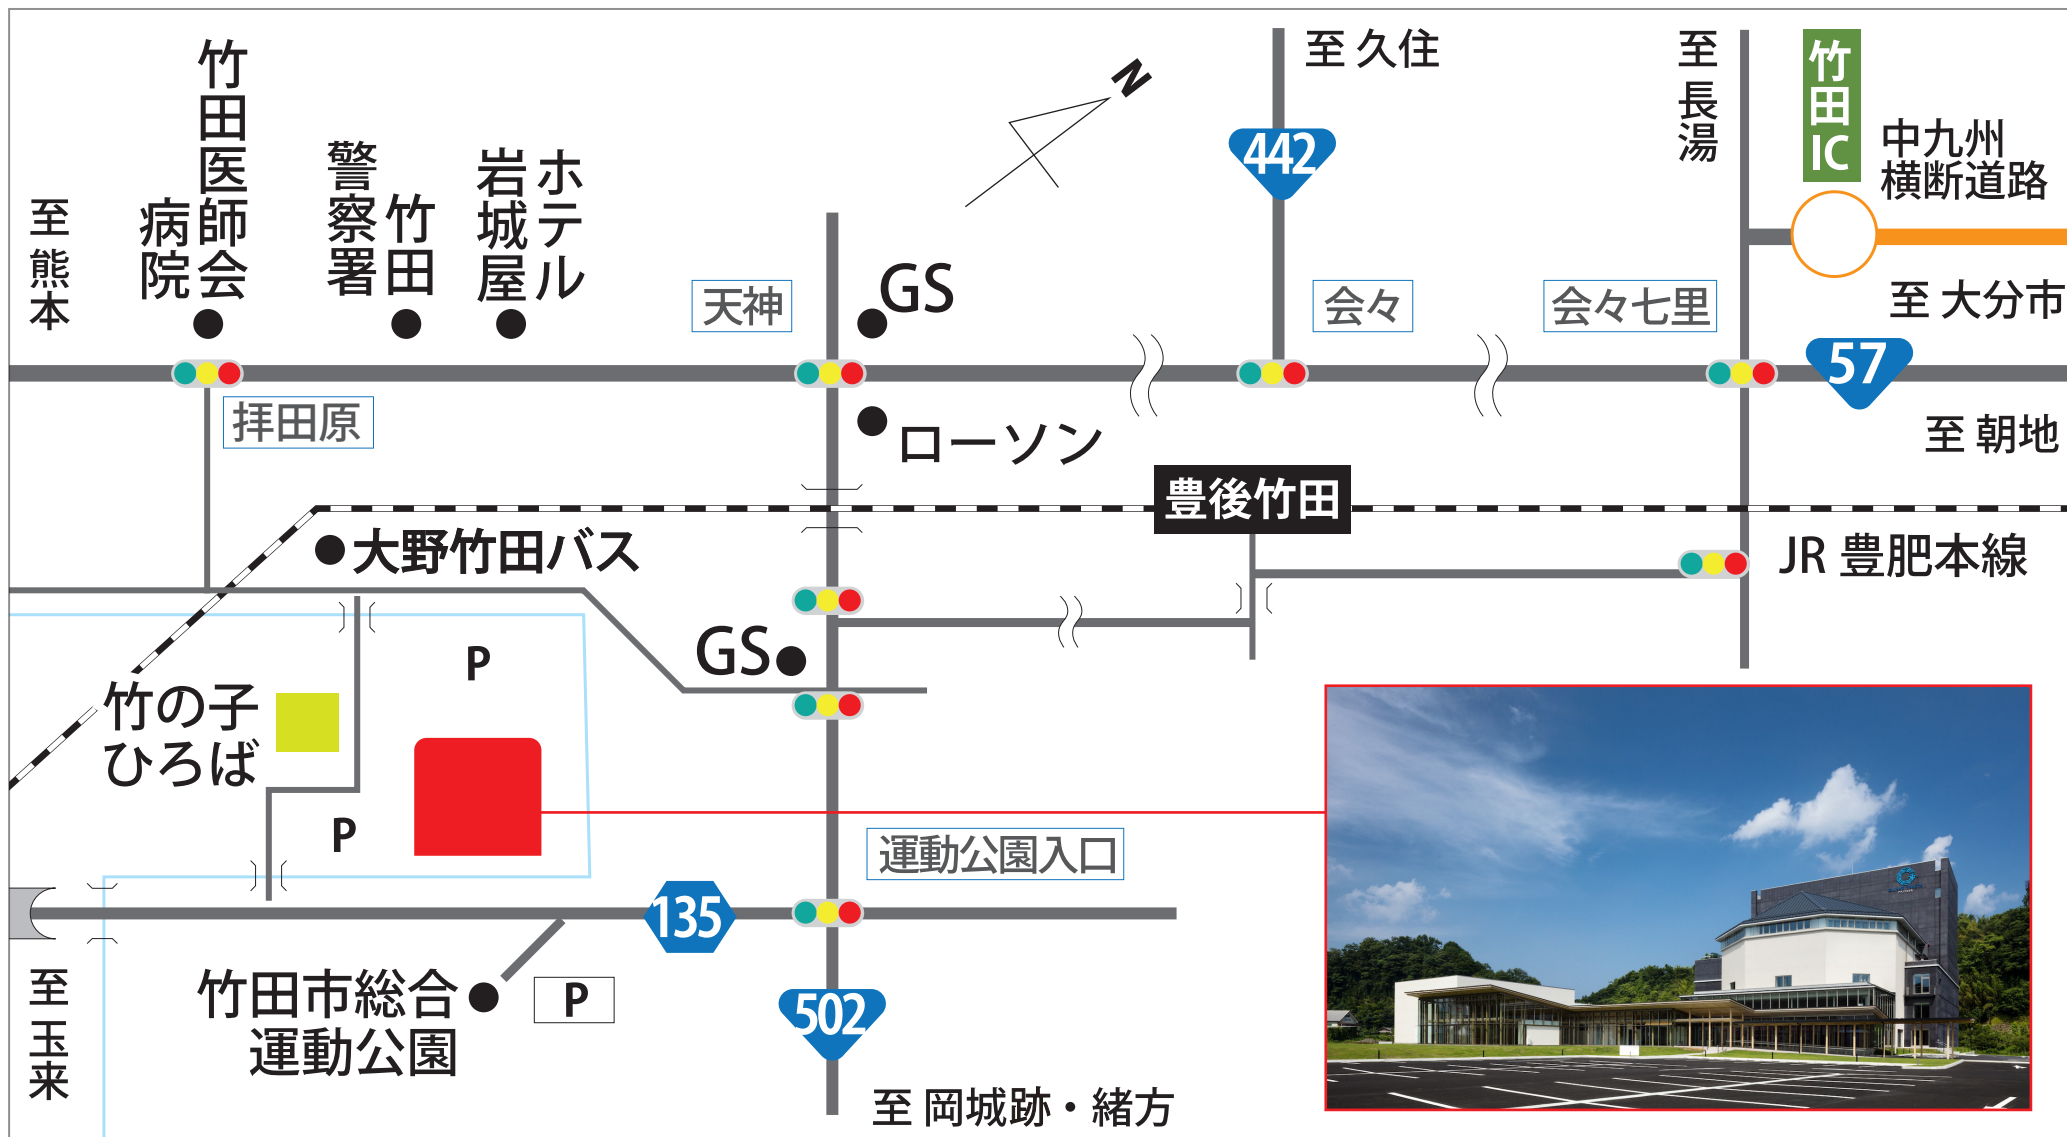 至 久住
至 長湯
竹田IC
中九州
横断道路
N
442
竹田医師会
病院
竹田
警察署
ホテル
岩城屋
至 熊本
天神
GS
会々
会々七里
至 大分市
57
拝田原
ローソン
至 朝地
豊後竹田
大野竹田バス
JR 豊肥本線
GS
P
竹の子
ひろば
P
運動公園入口
135
竹田市総合
運動公園
P
502
至 玉来
至 岡城跡・緒方